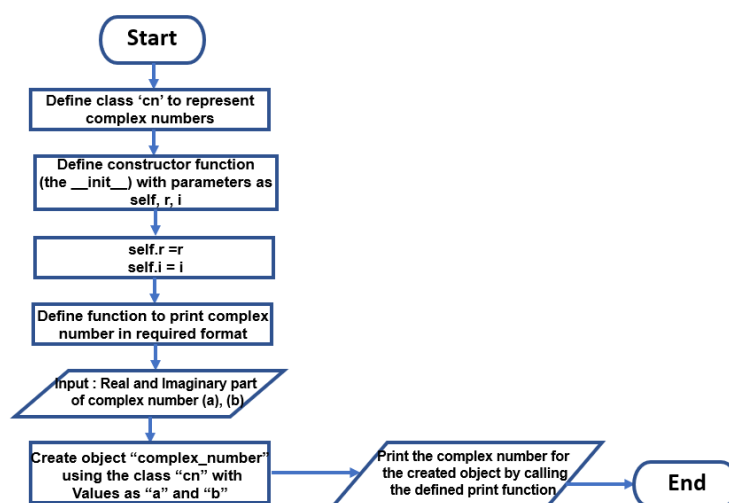 Start
Define class ‘cn’ to represent
complex numbers
Define constructor function
(the __init__) with parameters as
self, r, i
self.r =r
self.i = i
Define function to print complex
number in required format
Input : Real and Imaginary part
of complex number (a), (b)
Create object “complex_number”
using the class “cn” with
Values as “a” and “b”
Print the complex number for
the created object by calling
the defined print function
End